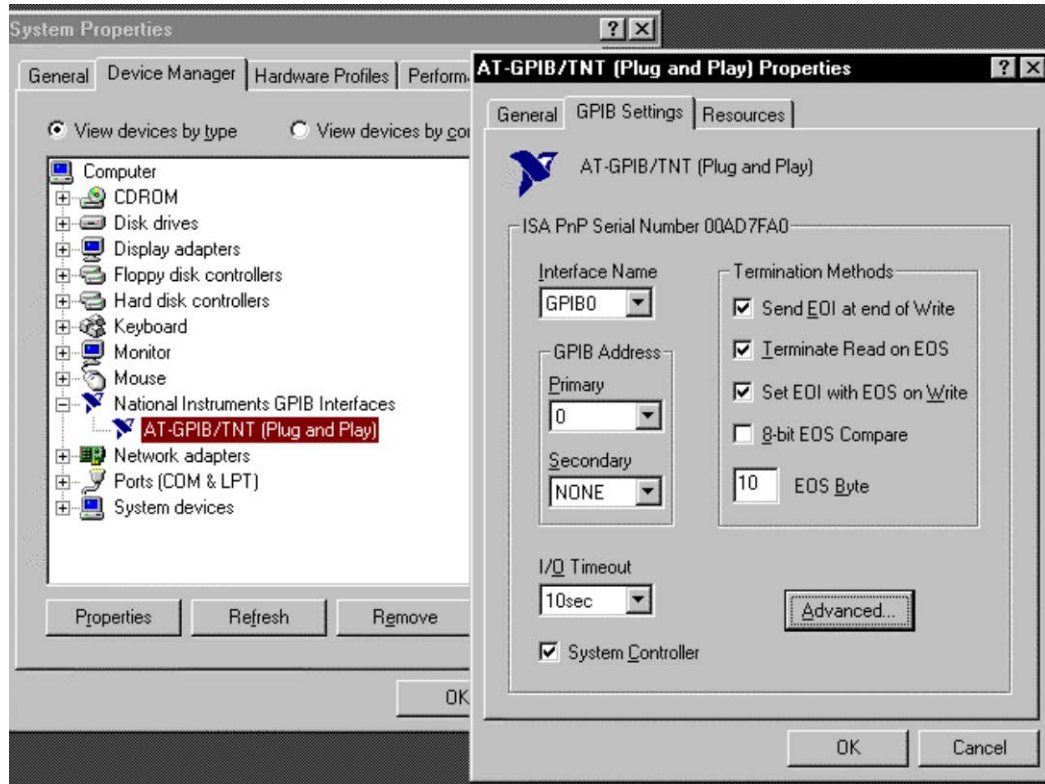 System Properties
General Device Manager Hardware Profiles Perform
View devices by type View devices by co
Computer
CDROM
Disk drives
Display adapters
Floppy disk controllers
Hard disk controllers
Keyboard
Monitor
Mouse
National Instruments GPIB Interfaces
AT-GPIB/TNT (Plug and Play)
Network adapters
Ports (COM & LPT)
System devices
Properties Refresh Remove
OK
AT-GPIB/TNT (Plug and Play) Properties
General GPIB Settings Resources
AT-GPIB/TNT (Plug and Play)
ISA PnP Serial Number 00AD7FA0
Interface Name
GPIB0
GPIB Address
Primary
0
Secondary
NONE
Termination Methods
Send EOI at end of Write
Terminate Read on EOS
Set EOI with EOS on Write
8-bit EOS Compare
10 EOS Byte
I/O Timeout
10sec
Advanced...
System Controller
OK Cancel